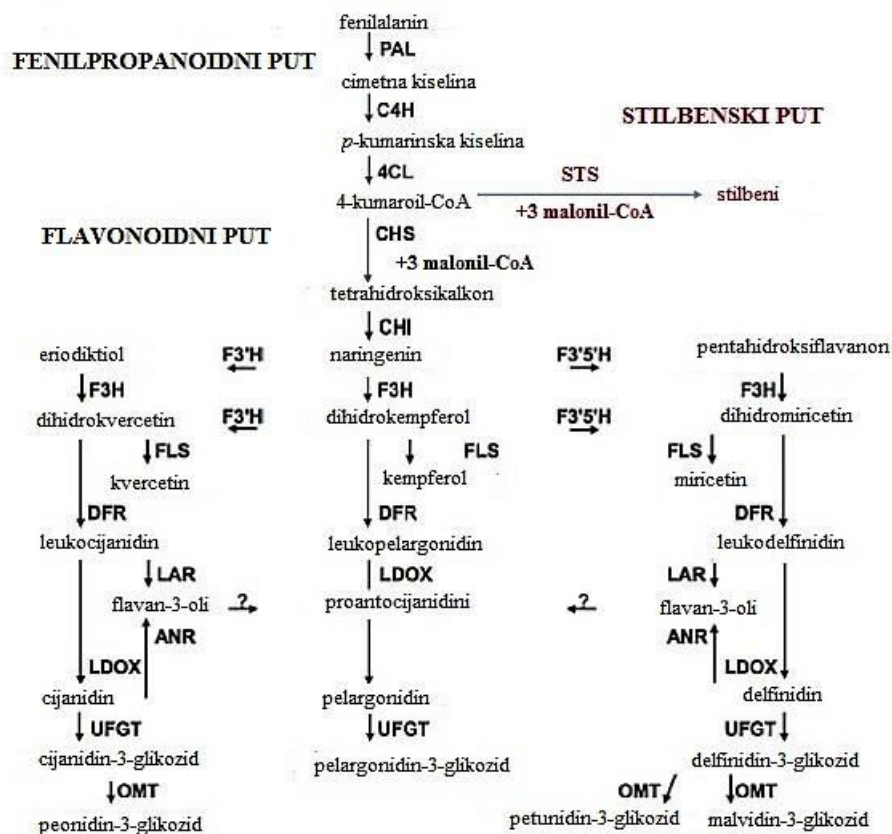 fenilalanin
PAL
FENILPROPANOIDNI PUT
cimetna kiselina
C4H
STILBENSKI PUT
p-kumarinska kiselina
4CL
STS
4-kumaroil-CoA
stilbeni
+3 malonil-CoA
FLAVONOIDNI PUT
CHS
+3 malonil-CoA
tetrahidroksikalkon
CHI
eriodiktiol F3'H naringenin F3'5'H pentahidroksiflavanon
F3H F3H F3H
dihidrokvercetin F3'H dihidrokempferol F3'5'H dihidromiricetin
FLS FLS FLS
kvercetin kempferol miricetin
DFR DFR DFR
leukocijanidin leukopelargonidin leukodelfinidin
LAR LDOX LAR
flavan-3-oli ? proantocijanidini ? flavan-3-oli
ANR ANR
LDOX LDOX
cijanidin pelargonidin delfinidin
UFGT UFGT UFGT
cijanidin-3-glikozid pelargonidin-3-glikozid delfinidin-3-glikozid
OMT OMT OMT
peonidin-3-glikozid petunidin-3-glikozid malvidin-3-glikozid